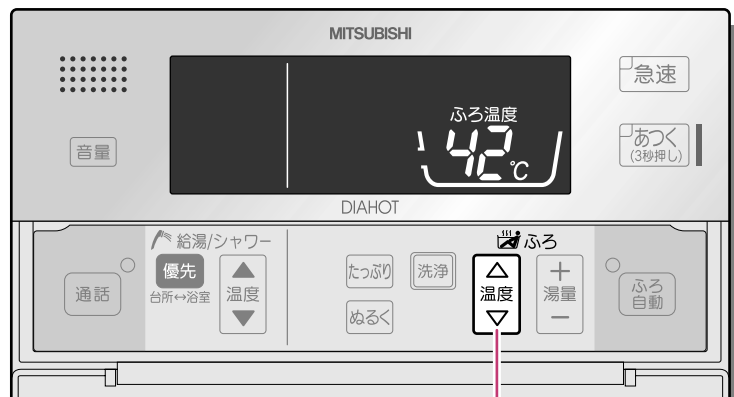 MITSUBISHI
急速
ふろ温度
42℃
音量
あつく
(3秒押し)
DIAHOT
給湯/シャワー
ふろ
通話
優先
台所↔浴室
温度
たっぷり
洗浄
ぬるく
温度
湯量
ふろ
自動